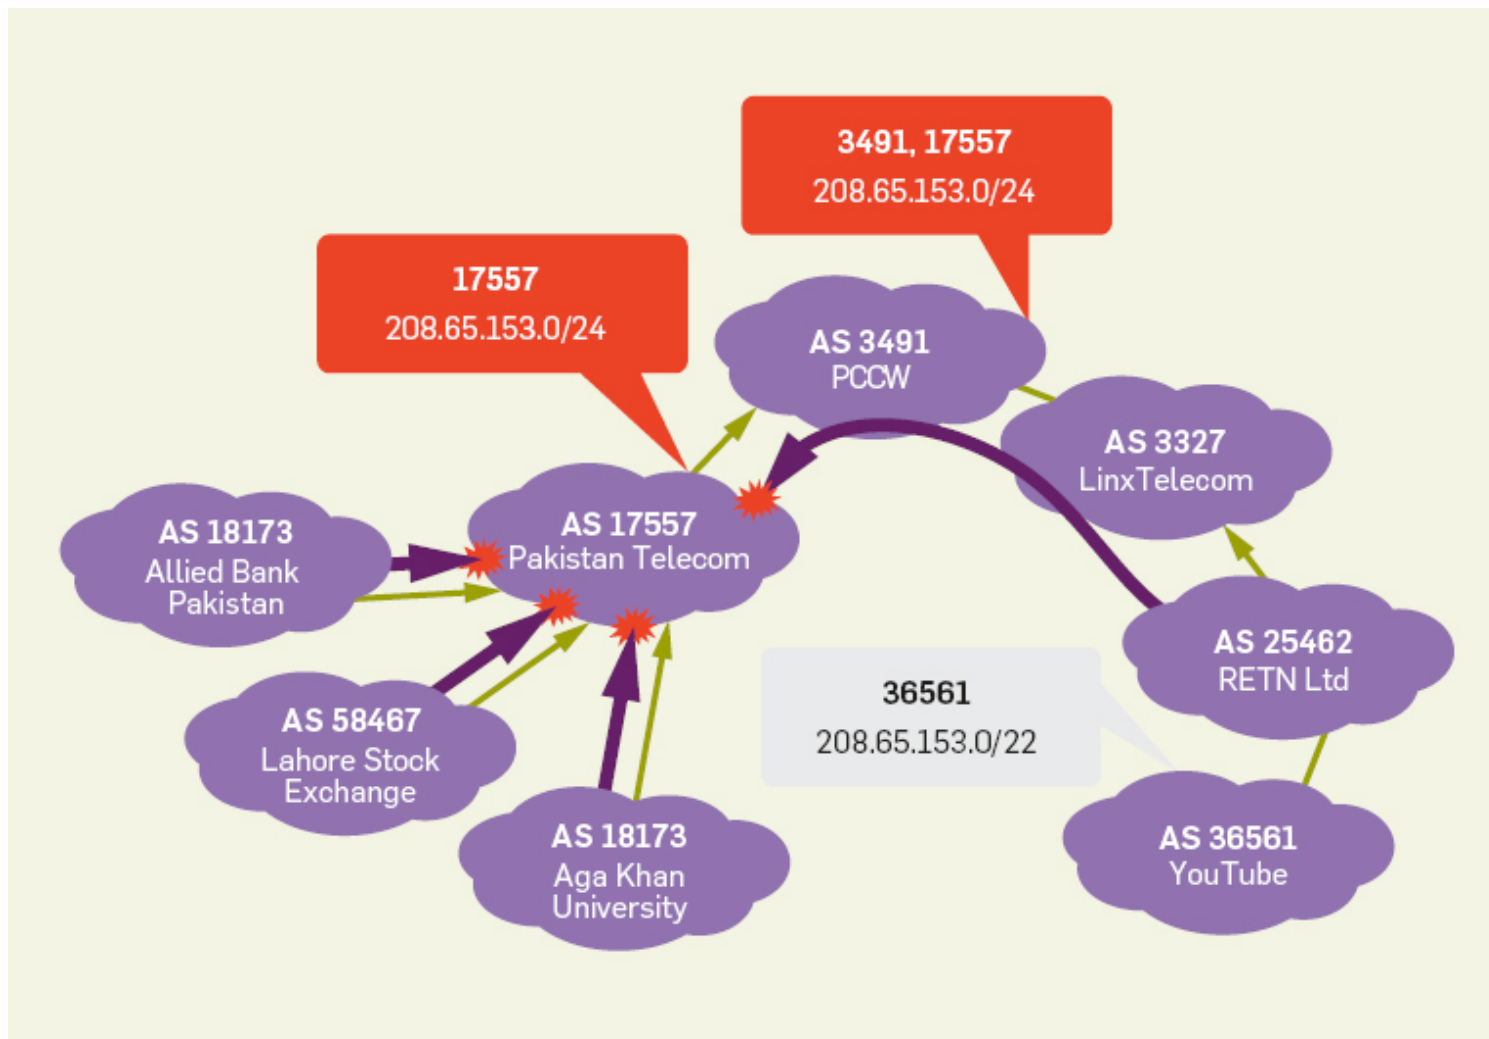 3491, 17557
208.65.153.0/24
17557
208.65.153.0/24
AS 3491
PCCW
AS 3327
LinxTelecom
AS 18173
Allied Bank
Pakistan
AS 17557
Pakistan Telecom
AS 25462
RETN Ltd
36561
208.65.153.0/22
AS 58467
Lahore Stock
Exchange
AS 18173
Aga Khan
University
AS 36561
YouTube